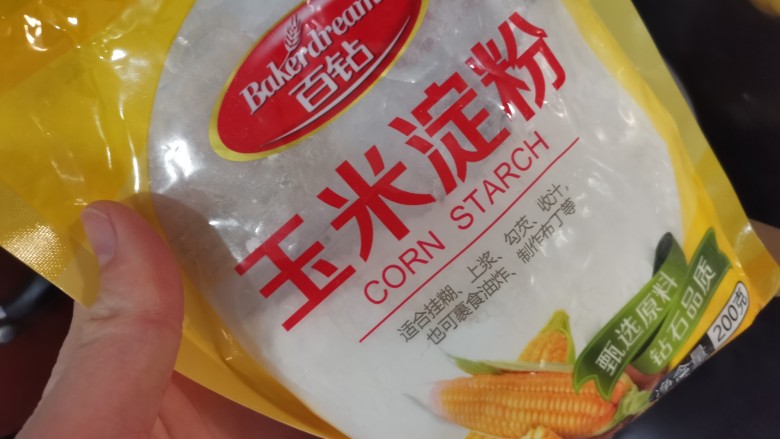 Bakerdream
百钻
玉米淀粉
CORN STARCH
适合挂糊、上浆、勾芡、收汁,
也可裹食油炸、制作布丁等
甄选原料
钻石品质
净含量 200克